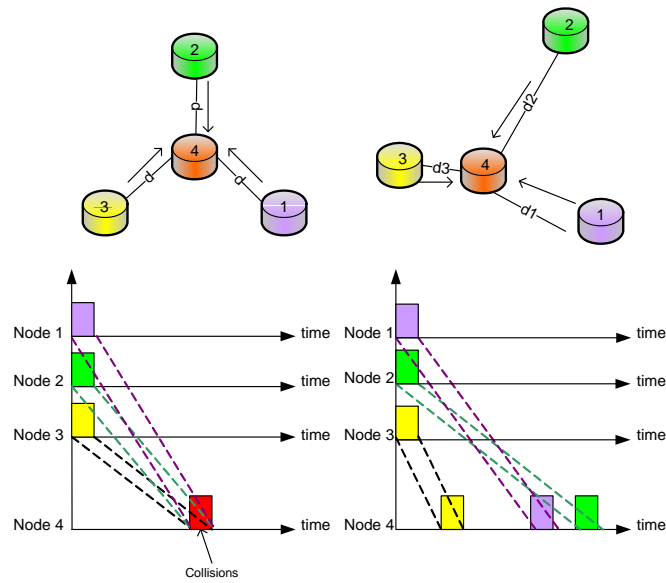 2
d
4
3
d
d
1
Node 1
time
Node 2
time
Node 3
time
Node 4
time
Collisions
2
d2
3
d3
4
d1
1
Node 1
time
Node 2
time
Node 3
time
Node 4
time